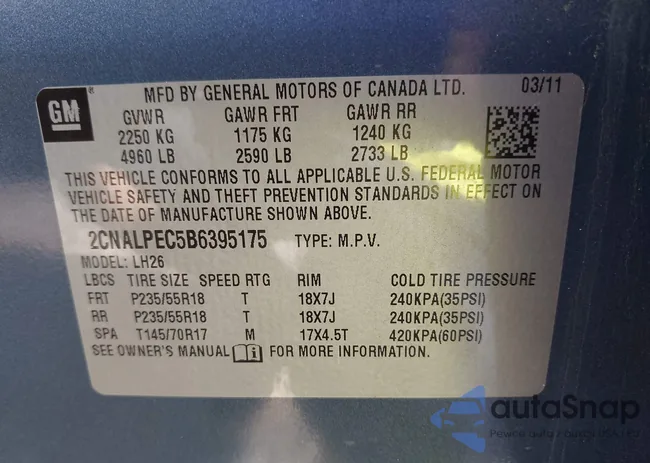 GM ®
MFD BY GENERAL MOTORS OF CANADA LTD. 03/11
GVWR GAWR FRT GAWR RR
2250 KG 1175 KG 1240 KG
4960 LB 2590 LB 2733 LB
THIS VEHICLE CONFORMS TO ALL APPLICABLE U.S. FEDERAL MOTOR
VEHICLE SAFETY AND THEFT PREVENTION STANDARDS IN EFFECT ON
THE DATE OF MANUFACTURE SHOWN ABOVE.
2CNALPEC5B6395175 TYPE: M.P.V.
MODEL: LH26
LBCS TIRE SIZE SPEED RTG RIM COLD TIRE PRESSURE
FRT P235/55R18 T 18X7J 240KPA(35PSI)
RR P235/55R18 T 18X7J 240KPA(35PSI)
SPA T145/70R17 M 17X4.5T 420KPA(60PSI)
SEE OWNER'S MANUAL FOR MORE INFORMATION.
autaSnap